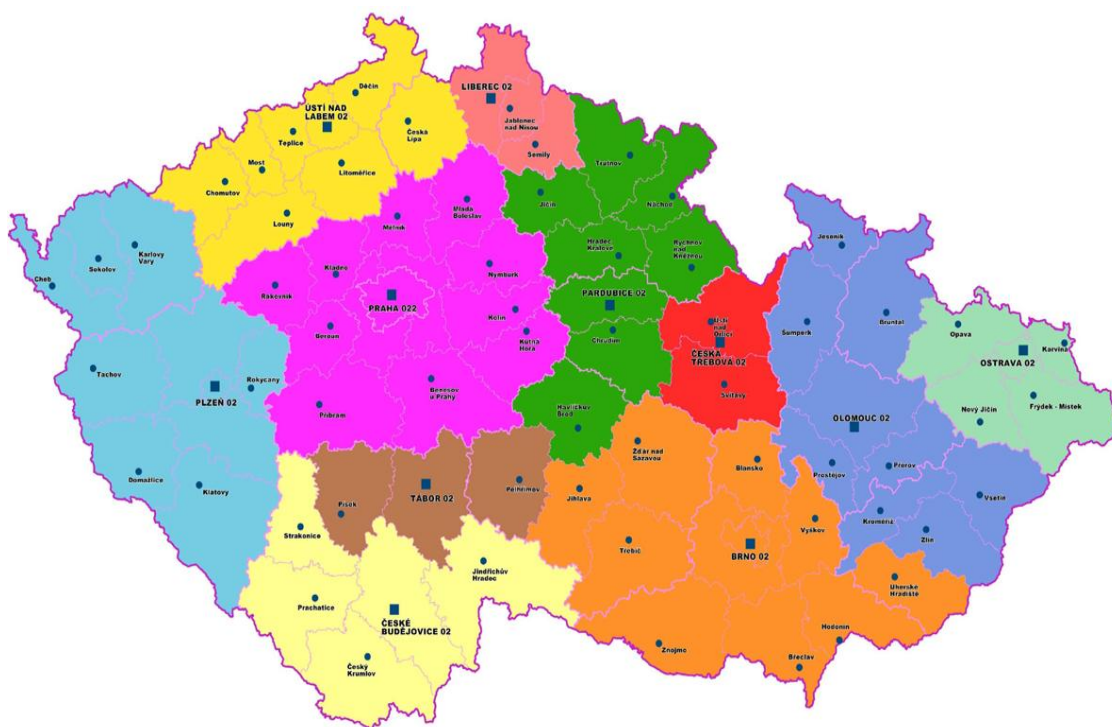 Děčín
LIBEREC 02
ÚSTÍ NAD
LABEM 02
Jablonec
nad Nisou
Teplice
Česká
Lípa
Semily
Most
Litoměřice
Trutnov
Chomutov
Jičín
Náchod
Mladá
Boleslav
Louny
Mělník
Jeseník
Hradec
Králové
Rychnov
nad
Kněžnou
Karlovy
Vary
Sokolov
Kladno
Nymburk
Cheb
Rakovník
PRAHA 022
PARDUBICE 02
Kolín
Ústí
nad
Orlicí
Šumperk
Bruntál
Opava
Beroun
Kutná
Hora
Chrudim
ČESKÁ
TŘEBOVÁ 02
Karviná
OSTRAVA 02
Tachov
Rokycany
PLZEŇ 02
Benešov
u Prahy
Svitavy
Příbram
Havlíčkův
Brod
Nový Jičín
Frýdek - Místek
OLOMOUC 02
Žďár nad
Sázavou
Blansko
Prostějov
Přerov
Domažlice
Klatovy
TÁBOR 02
Pelhřimov
Jihlava
Vsetín
Písek
Kroměříž
Vyškov
Strakonice
Zlín
Třebíč
BRNO 02
Jindřichův
Hradec
Uherské
Hradiště
Prachatice
ČESKÉ
BUDĚJOVICE 02
Hodonín
Znojmo
Břeclav
Český
Krumlov